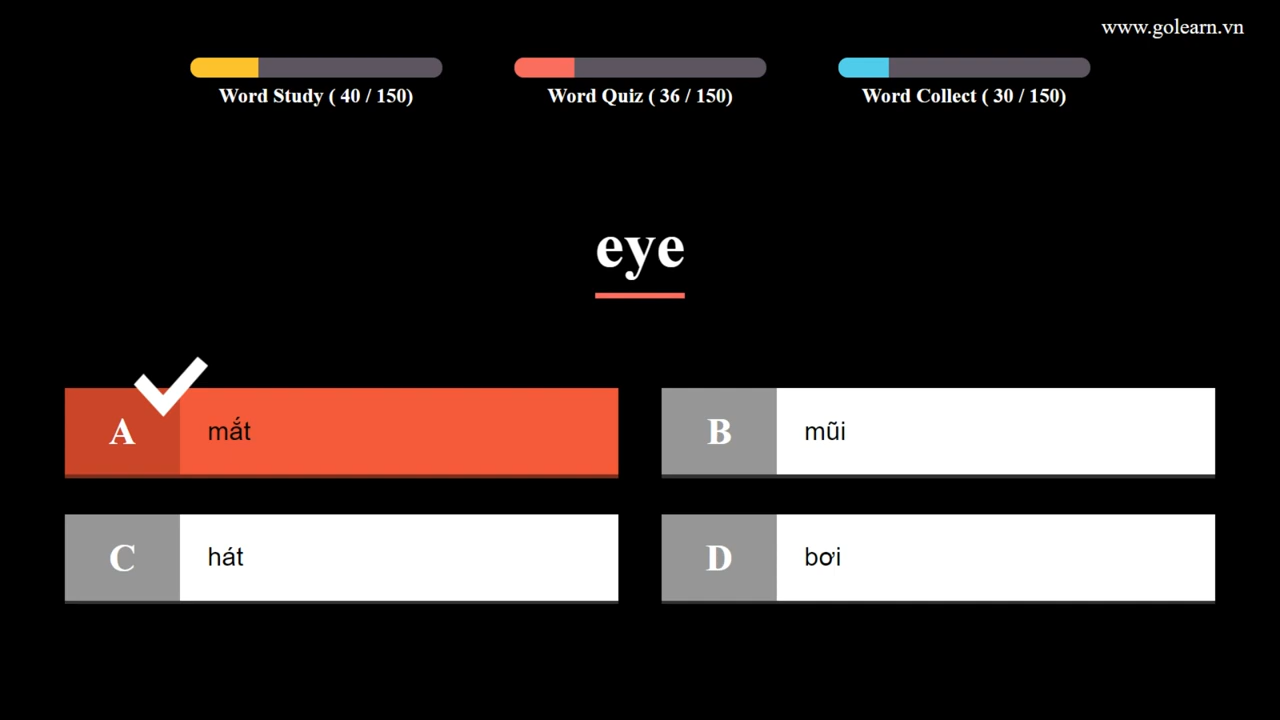 www.golearn.vn
Word Study ( 40 / 150)
Word Quiz ( 36 / 150)
Word Collect ( 30 / 150)
eye
A mắt
B mũi
C hát
D bơi